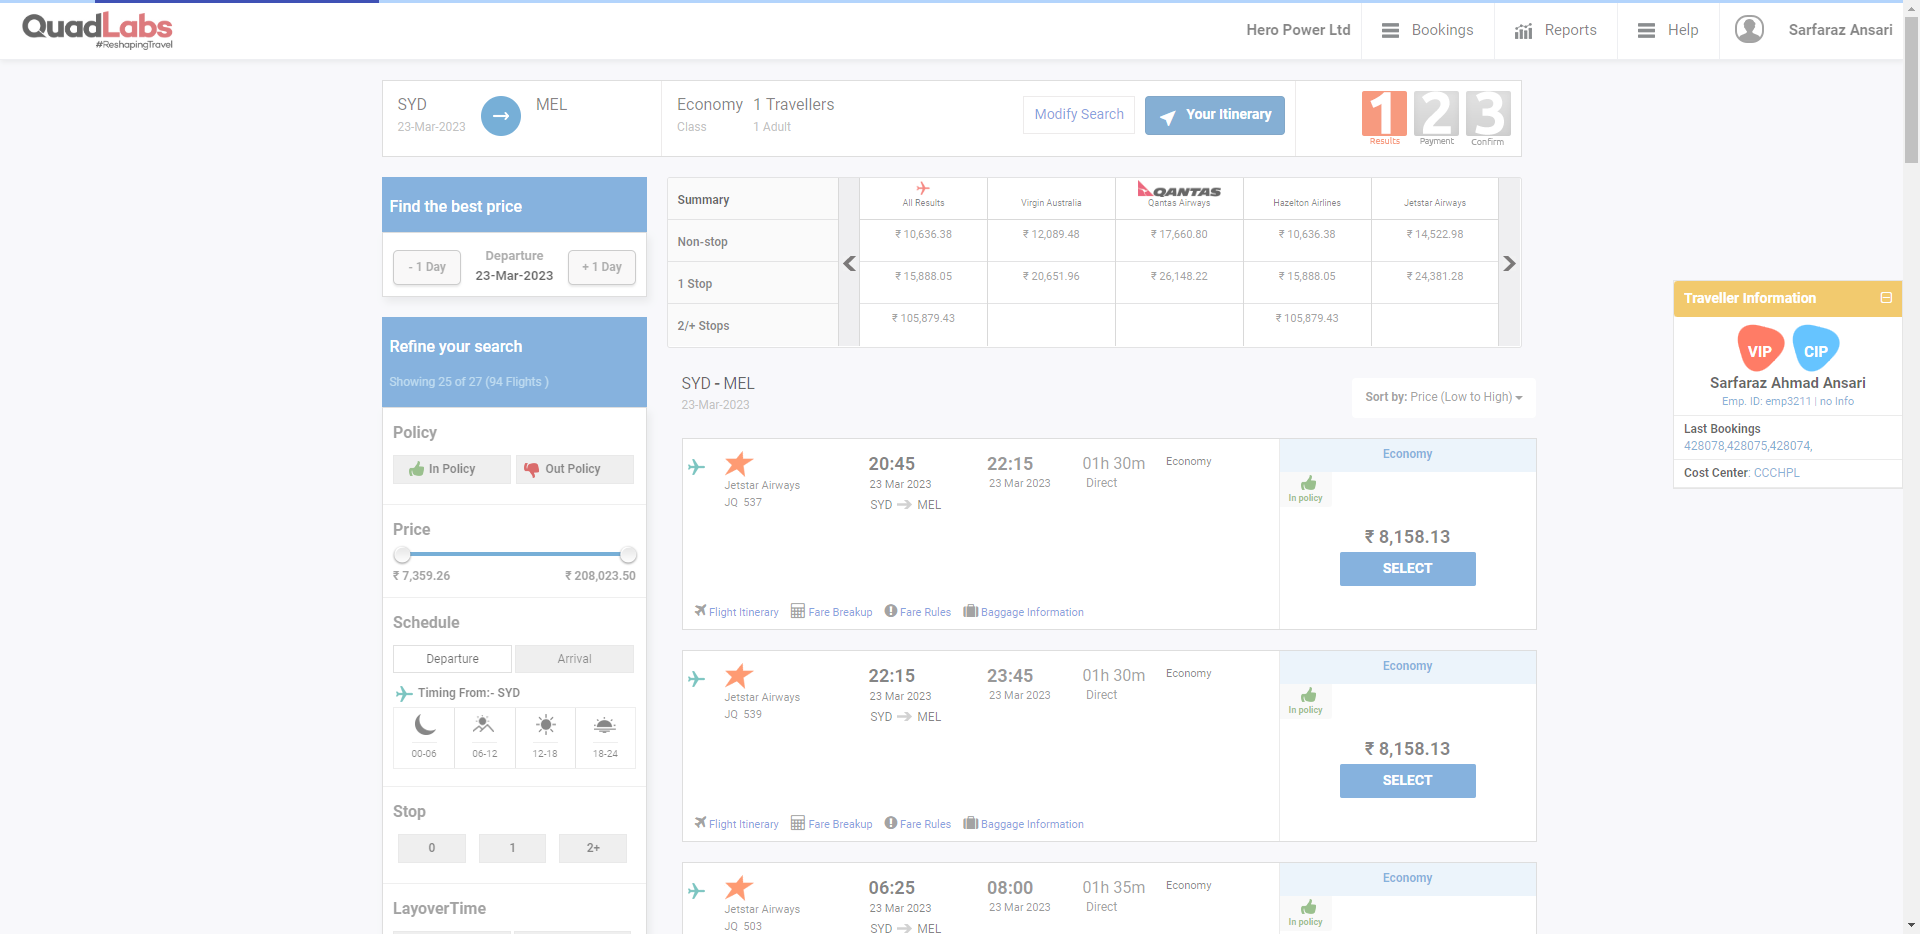 QuadLabs
#ReshapingTravel
Hero Power Ltd
Bookings
Reports
Help
Sarfaraz Ansari
SYD
23-Mar-2023
MEL
Economy
Class
1 Travellers
1 Adult
Modify Search
Your Itinerary
1
Results
2
Payment
3
Confirm
Find the best price
- 1 Day
Departure
23-Mar-2023
+ 1 Day
Refine your search
Showing 25 of 27 (94 Flights )
Policy
In Policy
Out Policy
Price
₹ 7,359.26
₹ 208,023.50
Schedule
Departure
Arrival
Timing From:- SYD
00-06
06-12
12-18
18-24
Stop
0
1
2+
LayoverTime
Summary
All Results
Virgin Australia
QANTAS
Qantas Airways
Hazelton Airlines
Jetstar Airways
Non-stop
₹ 10,636.38
₹ 12,089.48
₹ 17,660.80
₹ 10,636.38
₹ 14,522.98
1 Stop
₹ 15,888.05
₹ 20,651.96
₹ 26,148.22
₹ 15,888.05
₹ 24,381.28
2/+ Stops
₹ 105,879.43
₹ 105,879.43
SYD - MEL
23-Mar-2023
Sort by: Price (Low to High)
Jetstar Airways
JQ 537
20:45
23 Mar 2023
SYD MEL
22:15
23 Mar 2023
01h 30m
Direct
Economy
Economy
In policy
₹ 8,158.13
SELECT
Flight Itinerary
Fare Breakup
Fare Rules
Baggage Information
Jetstar Airways
JQ 539
22:15
23 Mar 2023
SYD MEL
23:45
23 Mar 2023
01h 30m
Direct
Economy
Economy
In policy
₹ 8,158.13
SELECT
Flight Itinerary
Fare Breakup
Fare Rules
Baggage Information
Jetstar Airways
JQ 503
06:25
23 Mar 2023
SYD MEL
08:00
23 Mar 2023
01h 35m
Direct
Economy
Economy
In policy
Traveller Information
VIP
CIP
Sarfaraz Ahmad Ansari
Emp. ID: emp3211 | no Info
Last Bookings
428078,428075,428074,
Cost Center: CCCHPL